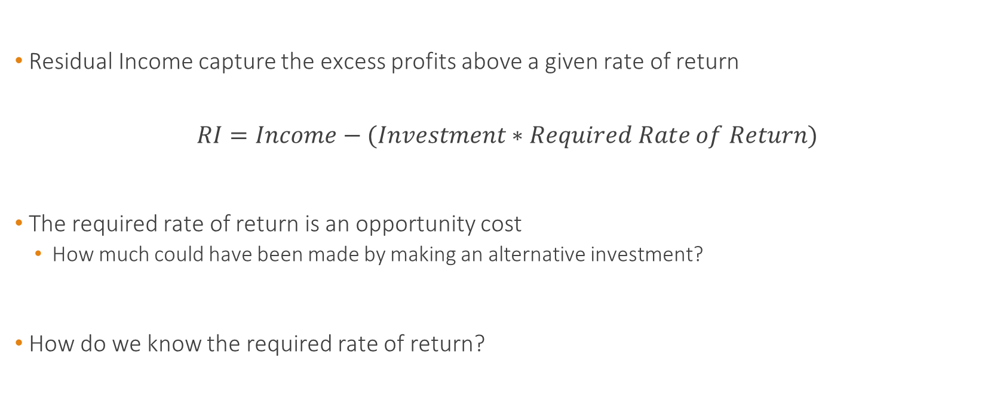 • Residual Income capture the excess profits above a given rate of return
RI = Income − (Investment ∗ Required Rate of Return)
• The required rate of return is an opportunity cost
• How much could have been made by making an alternative investment?
• How do we know the required rate of return?